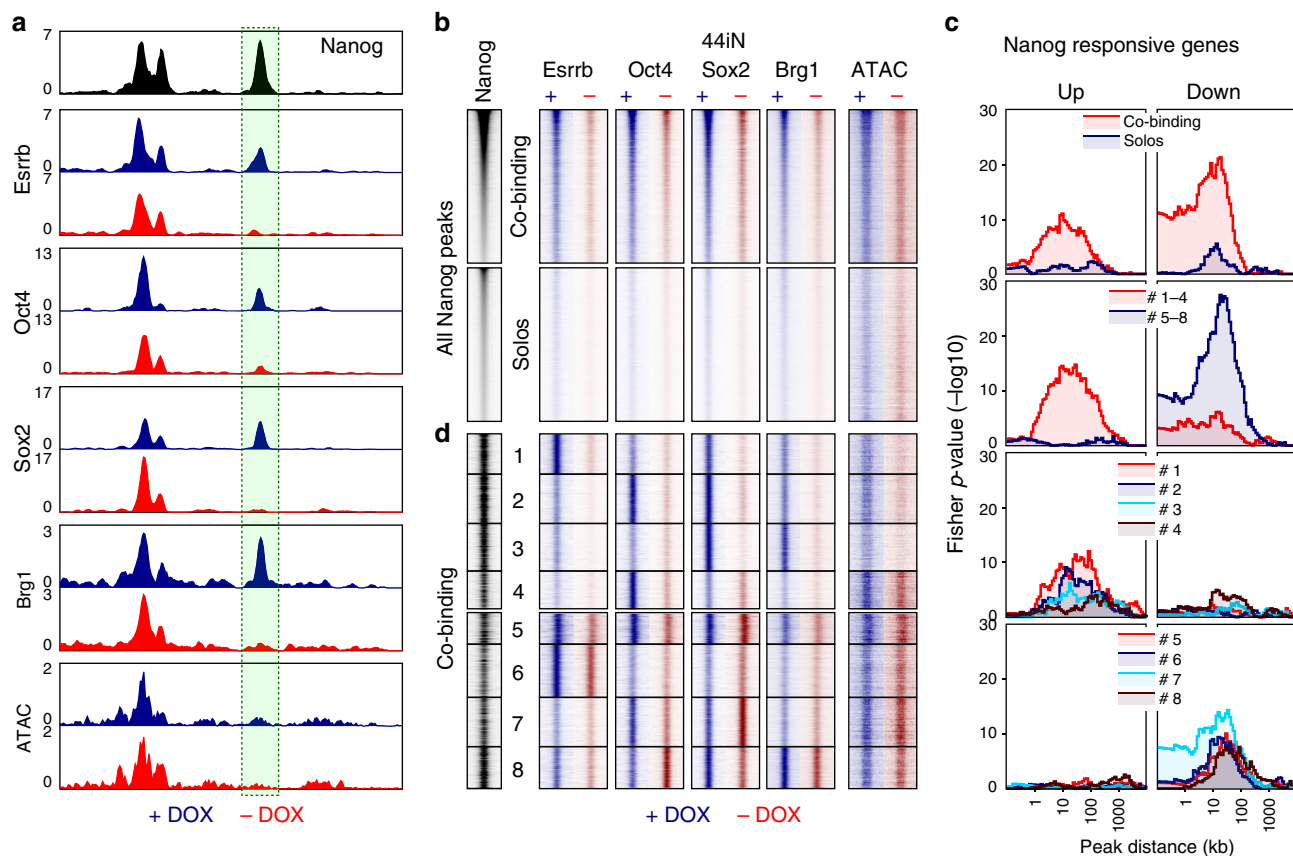 a
7
Nanog
0
7
Esrrb
0
7
0
13
Oct4
0
13
0
17
Sox2
0
17
0
3
Brg1
0
3
0
2
ATAC
0
2
0
+ DOX – DOX
b
44iN
Nanog
Esrrb Oct4 Sox2 Brg1 ATAC
+ – + – + – + – + –
All Nanog peaks
Co-binding
Solos
d
Co-binding
1
2
3
4
5
6
7
8
+ DOX – DOX
c
Nanog responsive genes
Up Down
Fisher p-value (–log10)
30
20
10
0
Co-binding
Solos
30
20
10
0
# 1–4
# 5–8
30
20
10
0
# 1
# 2
# 3
# 4
30
20
10
0
# 5
# 6
# 7
# 8
1 10 100 1000 1 10 100 1000
Peak distance (kb)